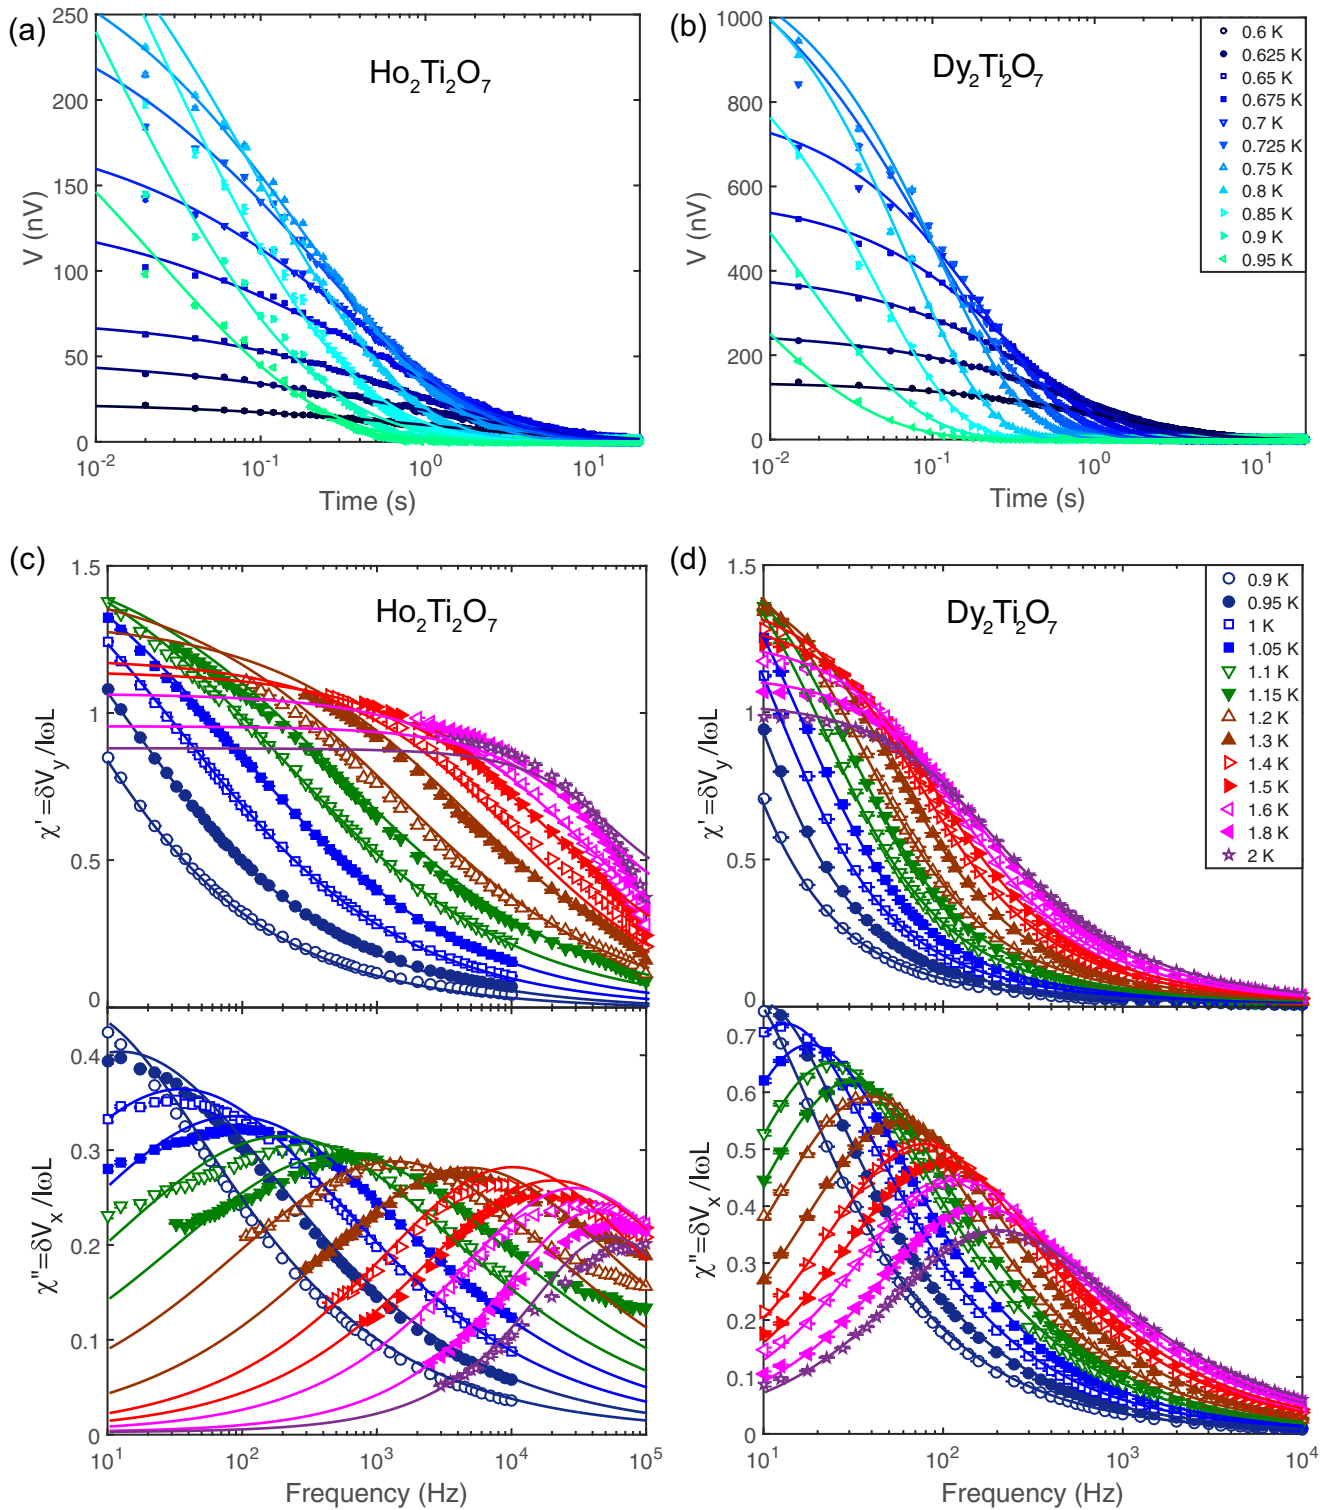 (a)
Ho₂Ti₂O₇
250
200
150
100
50
0
V (nV)
10⁻²
10⁻¹
10⁰
10¹
Time (s)
(b)
Dy₂Ti₂O₇
1000
800
600
400
200
0
V (nV)
10⁻²
10⁻¹
10⁰
10¹
Time (s)
0.6 K
0.625 K
0.65 K
0.675 K
0.7 K
0.725 K
0.75 K
0.8 K
0.85 K
0.9 K
0.95 K
(c)
Ho₂Ti₂O₇
1.5
1
0.5
0
χ'=δV_y/IωL
0.4
0.3
0.2
0.1
0
χ"=δV_x/IωL
10¹
10²
10³
10⁴
10⁵
Frequency (Hz)
(d)
Dy₂Ti₂O₇
1.5
1
0.5
0
χ'=δV_y/IωL
0.9 K
0.95 K
1 K
1.05 K
1.1 K
1.15 K
1.2 K
1.3 K
1.4 K
1.5 K
1.6 K
1.8 K
2 K
0.7
0.6
0.5
0.4
0.3
0.2
0.1
0
χ"=δV_x/IωL
10¹
10²
10³
10⁴
Frequency (Hz)